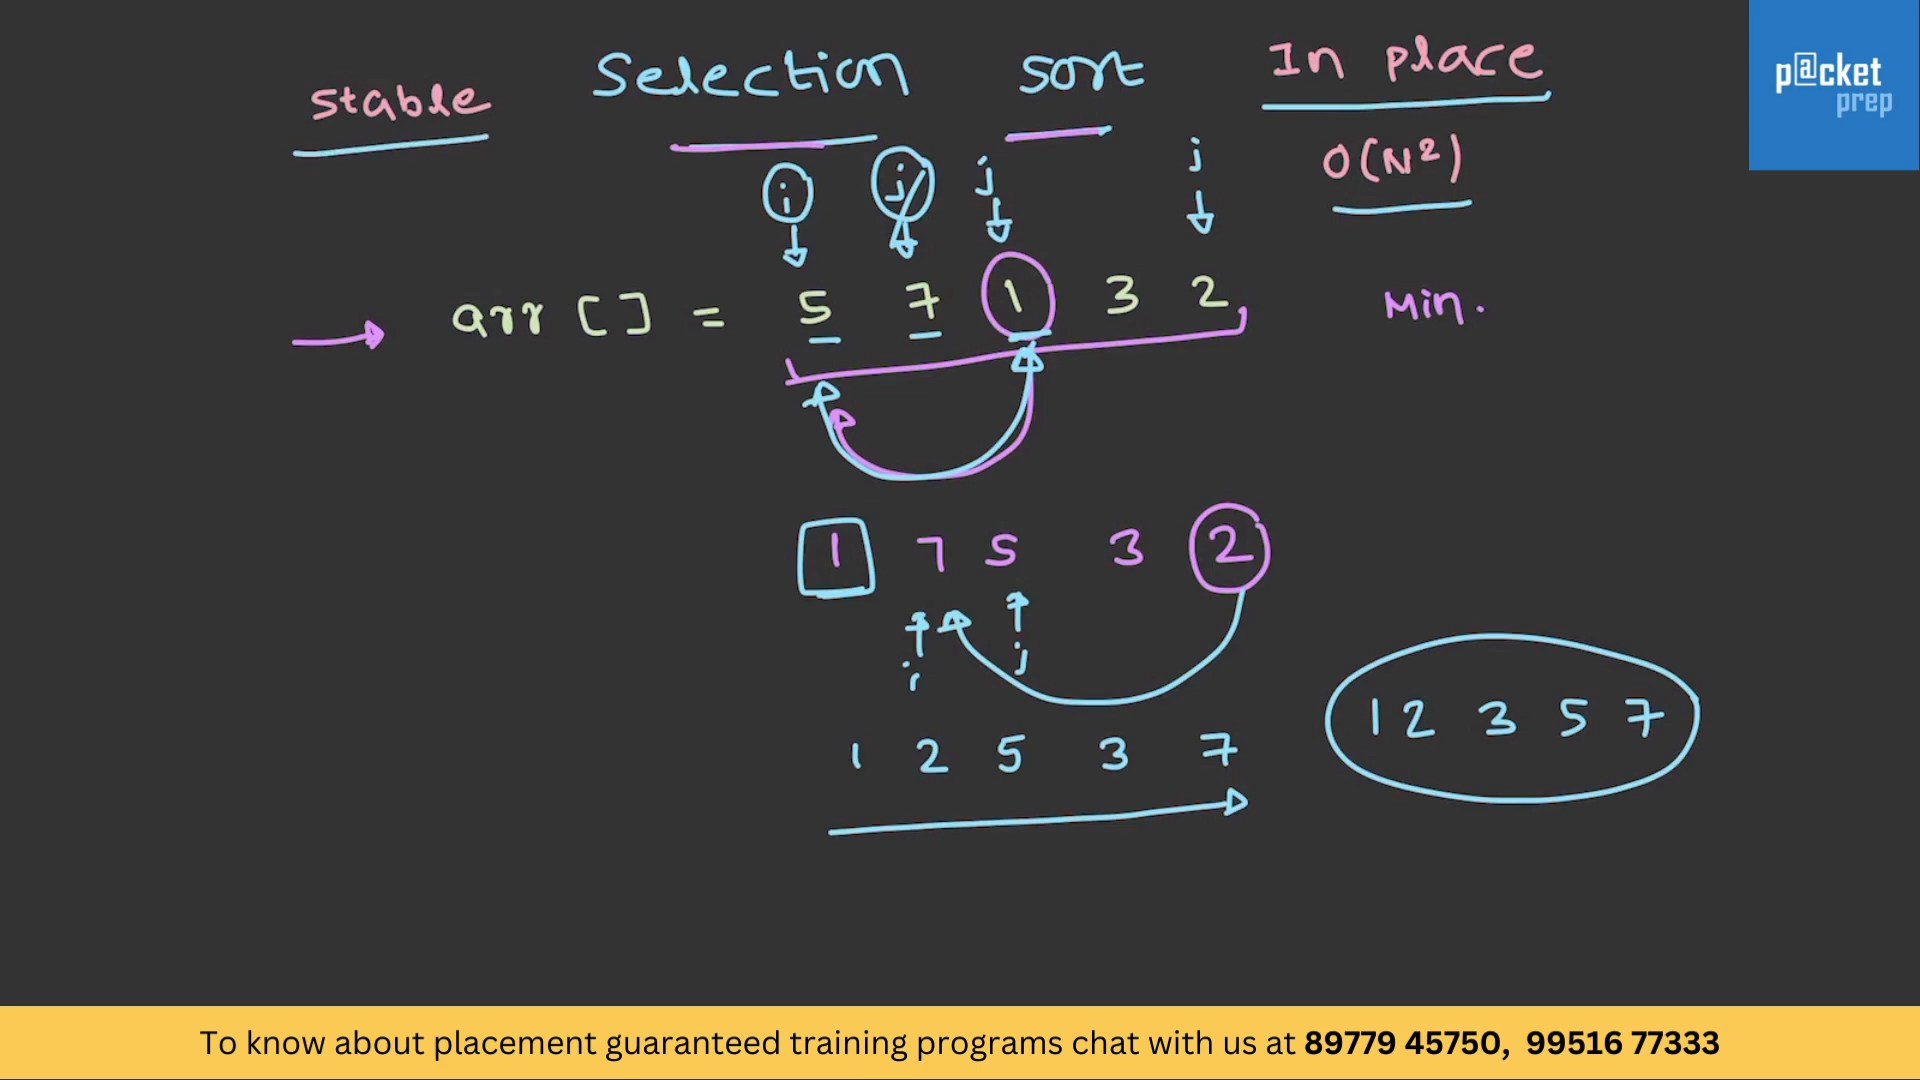 stable Selection sort In place
O(N²)
i j j j
arr [ ] = 5 7 1 3 2 Min.
1 7 5 3 2
i j
1 2 5 3 7
1 2 3 5 7
p@cket
prep
To know about placement guaranteed training programs chat with us at 89779 45750, 99516 77333